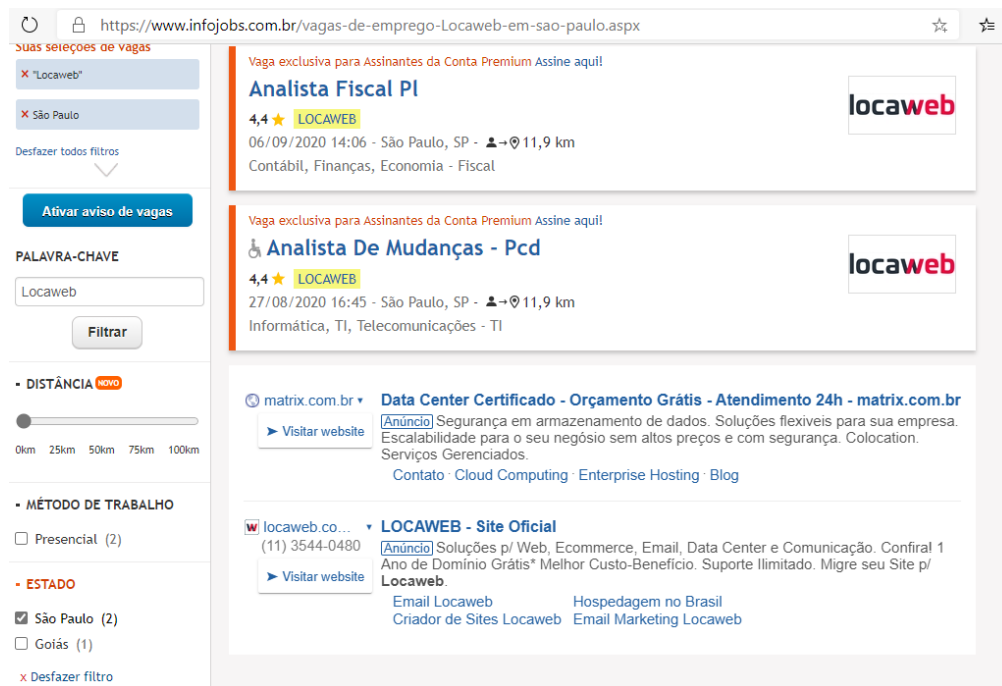 https://www.infojobs.com.br/vagas-de-emprego-Locaweb-em-sao-paulo.aspx
Suas seleções de vagas
x "Locaweb"
x São Paulo
Desfazer todos filtros
Ativar aviso de vagas
PALAVRA-CHAVE
Locaweb
Filtrar
- DISTÂNCIA NOVO
0km 25km 50km 75km 100km
- MÉTODO DE TRABALHO
Presencial (2)
- ESTADO
São Paulo (2)
Goiás (1)
x Desfazer filtro
Vaga exclusiva para Assinantes da Conta Premium Assine aqui!
Analista Fiscal Pl
4,4 LOCAWEB
06/09/2020 14:06 - São Paulo, SP - 11,9 km
Contábil, Finanças, Economia - Fiscal
locaweb
Vaga exclusiva para Assinantes da Conta Premium Assine aqui!
Analista De Mudanças - Pcd
4,4 LOCAWEB
27/08/2020 16:45 - São Paulo, SP - 11,9 km
Informática, TI, Telecomunicações - TI
locaweb
matrix.com.br
Visitar website
Data Center Certificado - Orçamento Grátis - Atendimento 24h - matrix.com.br
Anúncio Segurança em armazenamento de dados. Soluções flexiveis para sua empresa.
Escalabilidade para o seu negósio sem altos preços e com segurança. Colocation.
Serviços Gerenciados.
Contato · Cloud Computing · Enterprise Hosting · Blog
locaweb.co...
(11) 3544-0480
Visitar website
LOCAWEB - Site Oficial
Anúncio Soluções p/ Web, Ecommerce, Email, Data Center e Comunicação. Confira! 1
Ano de Domínio Grátis* Melhor Custo-Benefício. Suporte Ilimitado. Migre seu Site p/
Locaweb.
Email Locaweb Hospedagem no Brasil
Criador de Sites Locaweb Email Marketing Locaweb